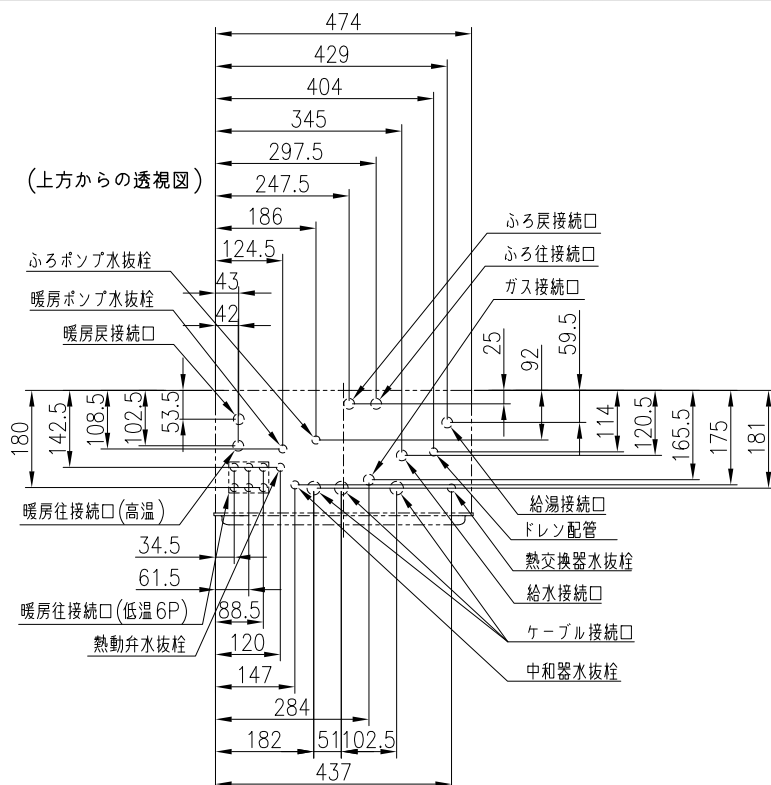 474
429
404
345
297.5
(上方からの透視図)
247.5
186
ふろ戻接続口
124.5
ふろ往接続口
ふろポンプ水抜栓
43
ガス接続口
暖房ポンプ水抜栓
42
暖房戻接続口
25
92
59.5
180
142.5
108.5
102.5
53.5
114
120.5
165.5
175
181
暖房往接続口(高温)
給湯接続口
ドレン配管
34.5
熱交換器水抜栓
61.5
給水接続口
暖房往接続口(低温6P)
88.5
ケーブル接続口
120
熱動弁水抜栓
147
中和器水抜栓
284
182
51
102.5
437